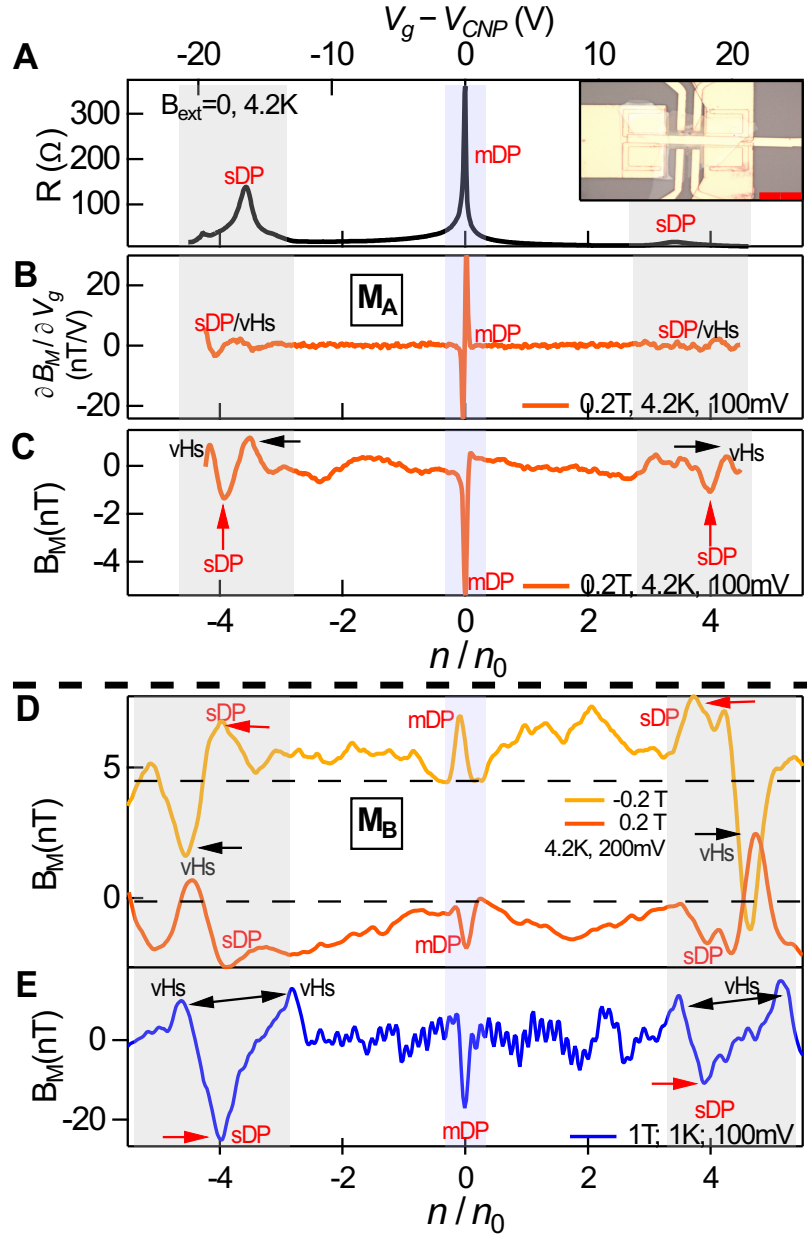 V_g – V_CNP (V)
-20 -10 0 10 20
A
B_ext=0, 4.2K
R (Ω)
300
200
100
sDP
mDP
sDP
B
∂B_M/∂V_g
(nT/V)
20
0
-20
M_A
sDP/vHs
mDP
sDP/vHs
0.2T, 4.2K, 100mV
C
B_M(nT)
0
-2
-4
vHs
vHs
sDP
sDP
mDP
0.2T, 4.2K, 100mV
-4 -2 0 2 4
n / n_0
D
B_M(nT)
5
0
sDP
mDP
sDP
M_B
-0.2 T
0.2 T
4.2K, 200mV
vHs
vHs
sDP
mDP
sDP
E
B_M(nT)
0
-20
vHs
vHs
vHs
sDP
mDP
sDP
1T; 1K; 100mV
-4 -2 0 2 4
n / n_0